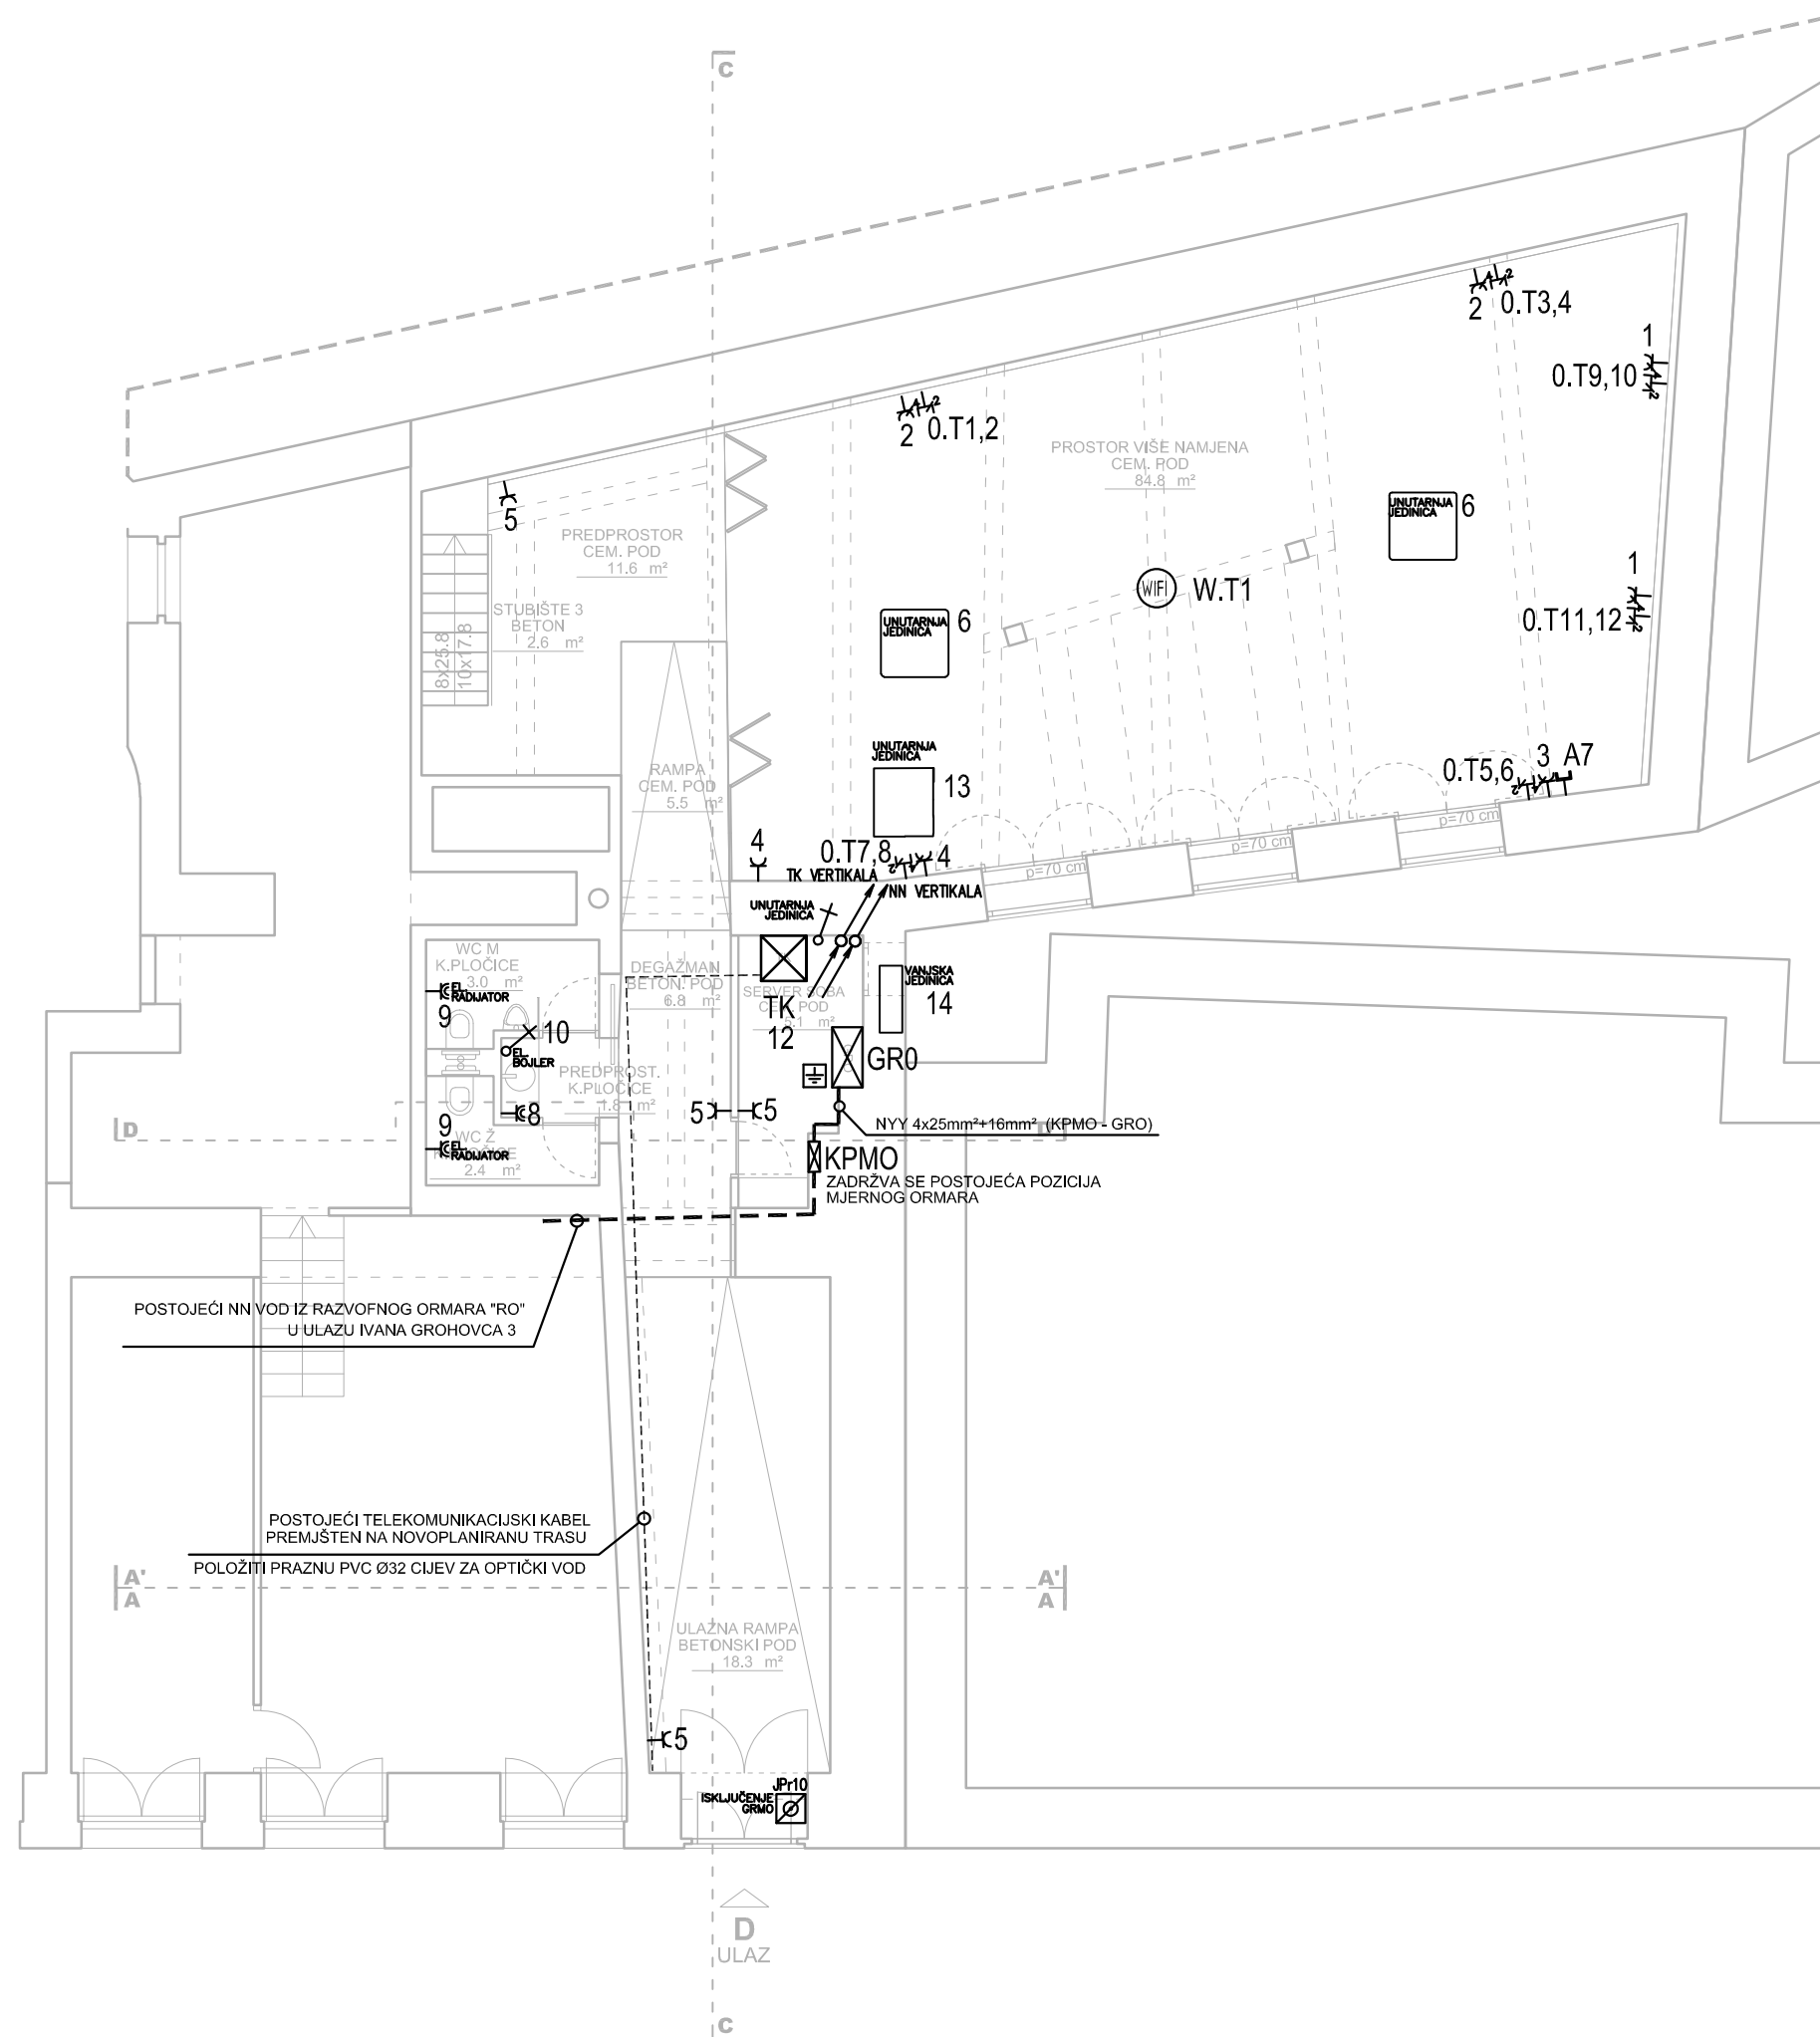 C
2 0.T3,4
1
0.T9,10
2 0.T1,2
PROSTOR VIŠE NAMJENA
CEM. POD
84.8 m²
UNUTARNJA
JEDINICA
6
5
PREDPROSTOR
CEM. POD
11.6 m²
WIFI
W.T1
1
0.T11,12
STUBIŠTE 3
BETON
2.6 m²
8x25.8
10x17.8
UNUTARNJA
JEDINICA
6
UNUTARNJA
JEDINICA
13
RAMPA
CEM. POD
5.5 m²
0.T5,6
3 A7
p=70 cm
p=70 cm
p=70 cm
4
0.T7,8
4
TK VERTIKALA
NN VERTIKALA
UNUTARNJA
JEDINICA
WC M
K.PLOČICE
3.0 m²
EL.
RADIJATOR
9
DEGAŽMAN
BETON. POD
6.8 m²
SERVER SOBA
CEM. POD
5.1 m²
TK
12
VANJSKA
JEDINICA
14
10
EL.
BOJLER
GR0
PREDPROST.
K.PLOČICE
1.8 m²
8
5
5
NYY 4x25mm²+16mm² (KPMO - GRO)
D
9
WC Ž
EL.
RADIJATOR
2.4 m²
KPMO
ZADRŽVA SE POSTOJEĆA POZICIJA
MJERNOG ORMARA
POSTOJEĆI NN VOD IZ RAZVOFNOG ORMARA "RO"
U ULAZU IVANA GROHOVCA 3
POSTOJEĆI TELEKOMUNIKACIJSKI KABEL
PREMJŠTEN NA NOVOPLANIRANU TRASU
POLOŽITI PRAZNU PVC Ø32 CIJEV ZA OPTIČKI VOD
A'
A
A'
A
ULAZNA RAMPA
BETONSKI POD
18.3 m²
5
JPr10
ISKLJUČENJE
GRMO
D
ULAZ
C